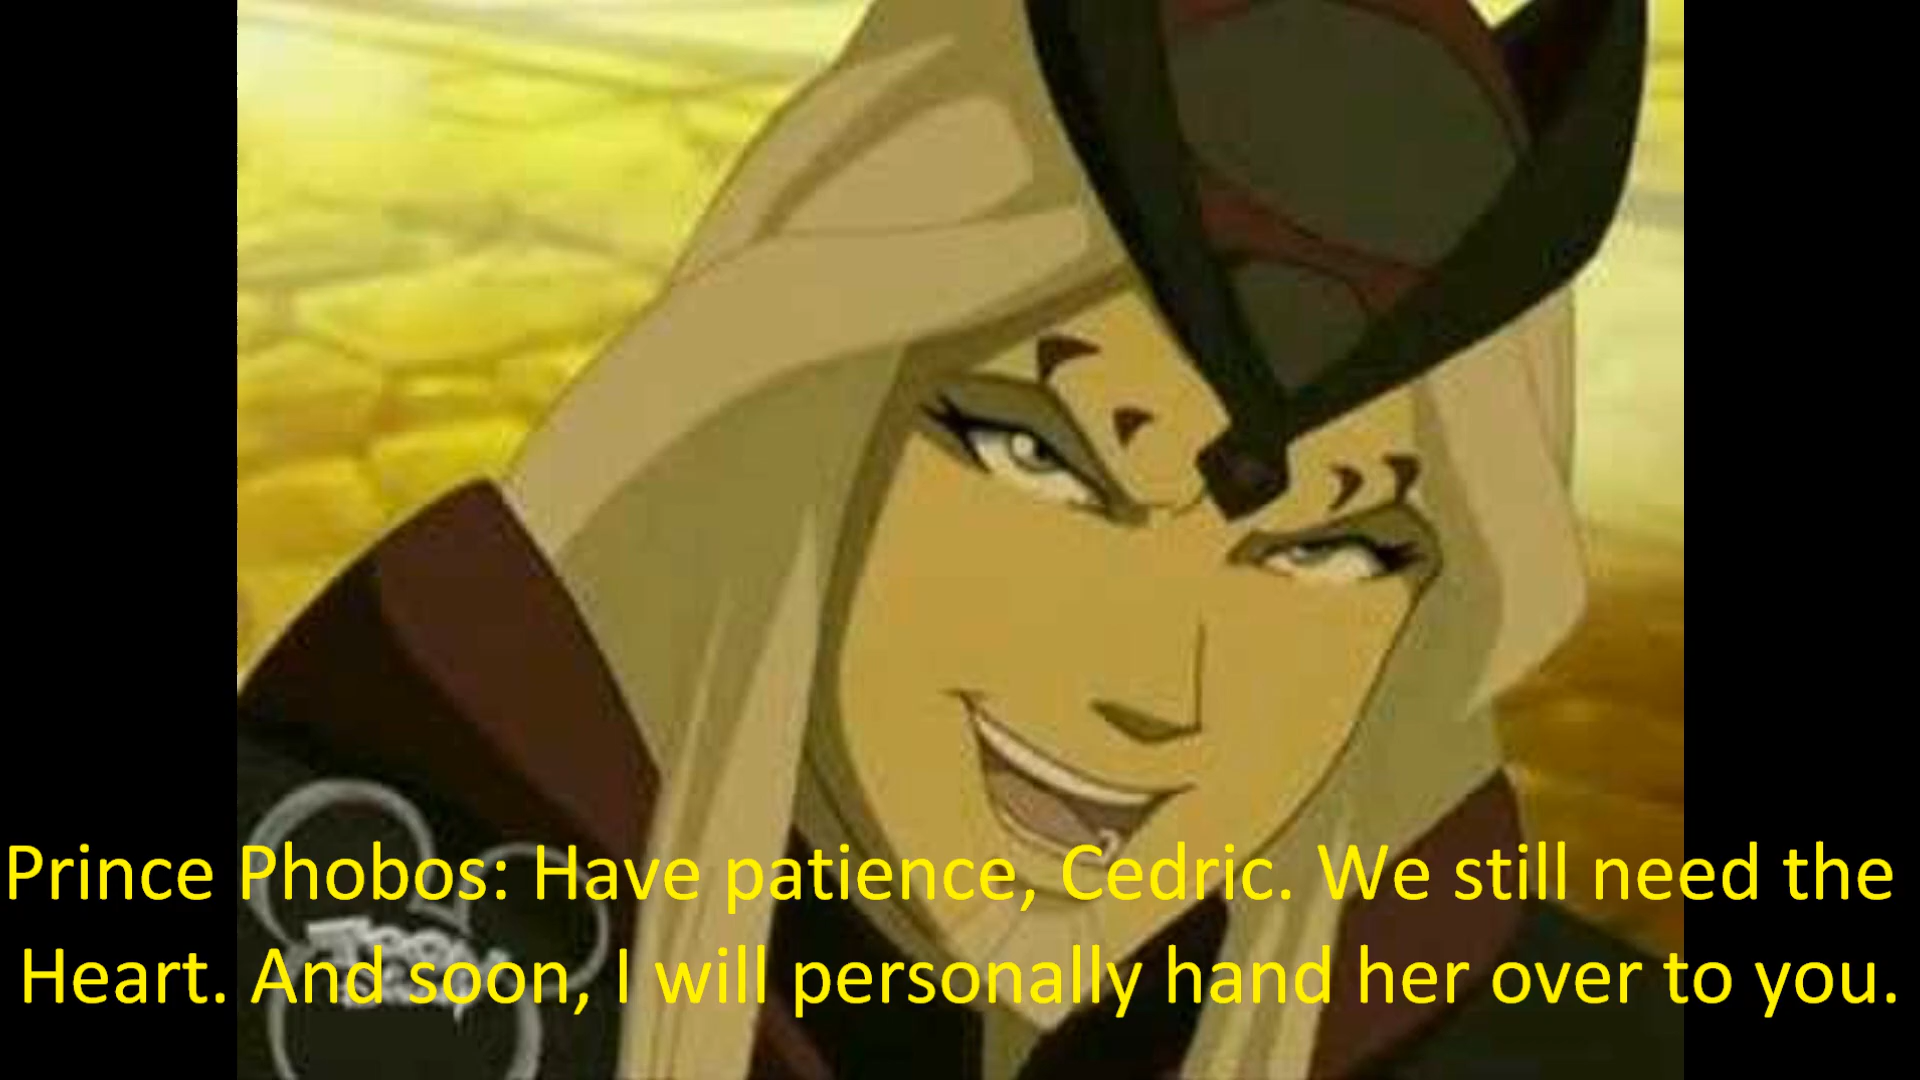 Prince Phobos: Have patience, Cedric. We still need the
Heart. And soon, I will personally hand her over to you.